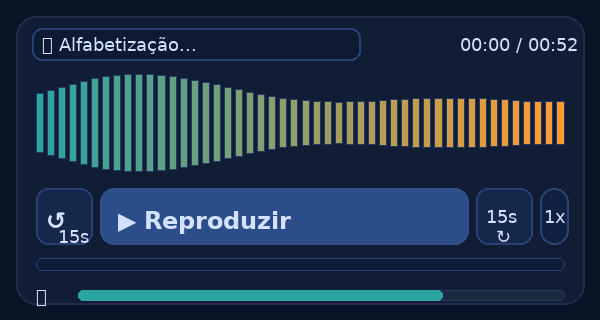 Alfabetização...
00:00 / 00:52
↺ 15s
▶ Reproduzir
15s ↻
1x